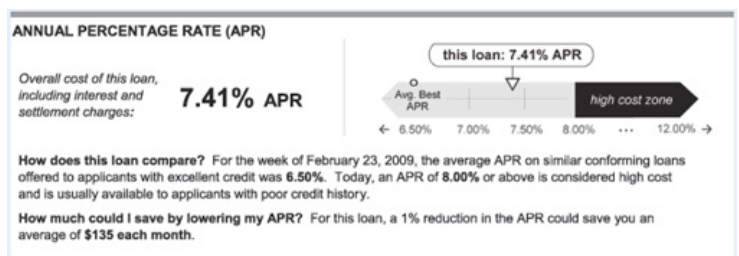 ANNUAL PERCENTAGE RATE (APR)
this loan: 7.41% APR
Overall cost of this loan,
including interest and
settlement charges:
7.41% APR
Avg. Best
APR
high cost zone
← 6.50% 7.00% 7.50% 8.00% ... 12.00% →
How does this loan compare? For the week of February 23, 2009, the average APR on similar conforming loans
offered to applicants with excellent credit was 6.50%. Today, an APR of 8.00% or above is considered high cost
and is usually available to applicants with poor credit history.
How much could I save by lowering my APR? For this loan, a 1% reduction in the APR could save you an
average of $135 each month.